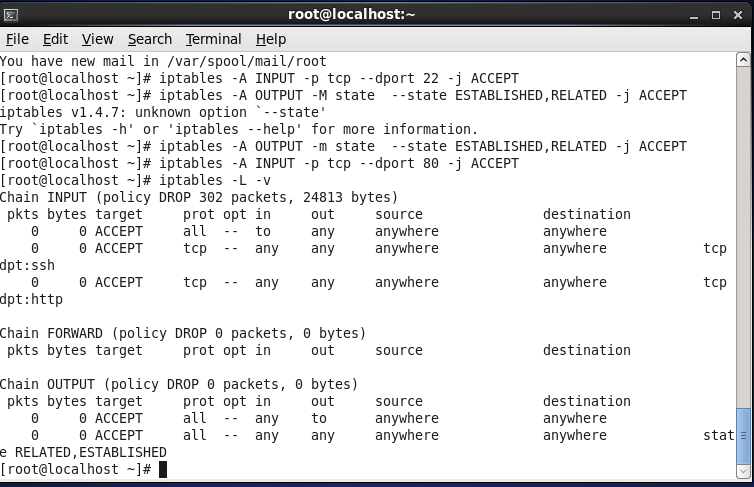 root@localhost:~
File Edit View Search Terminal Help
You have new mail in /var/spool/mail/root
[root@localhost ~]# iptables -A INPUT -p tcp --dport 22 -j ACCEPT
[root@localhost ~]# iptables -A OUTPUT -M state  --state ESTABLISHED,RELATED -j ACCEPT
iptables v1.4.7: unknown option `--state'
Try `iptables -h' or 'iptables --help' for more information.
[root@localhost ~]# iptables -A OUTPUT -m state  --state ESTABLISHED,RELATED -j ACCEPT
[root@localhost ~]# iptables -A INPUT -p tcp --dport 80 -j ACCEPT
[root@localhost ~]# iptables -L -v
Chain INPUT (policy DROP 302 packets, 24813 bytes)
 pkts bytes target     prot opt in     out     source               destination
    0     0 ACCEPT     all  --  to     any     anywhere             anywhere
    0     0 ACCEPT     tcp  --  any    any     anywhere             anywhere            tcp
dpt:ssh
    0     0 ACCEPT     tcp  --  any    any     anywhere             anywhere            tcp
dpt:http

Chain FORWARD (policy DROP 0 packets, 0 bytes)
 pkts bytes target     prot opt in     out     source               destination

Chain OUTPUT (policy DROP 0 packets, 0 bytes)
 pkts bytes target     prot opt in     out     source               destination
    0     0 ACCEPT     all  --  any    to      anywhere             anywhere
    0     0 ACCEPT     all  --  any    any     anywhere             anywhere            stat
e RELATED,ESTABLISHED
[root@localhost ~]#